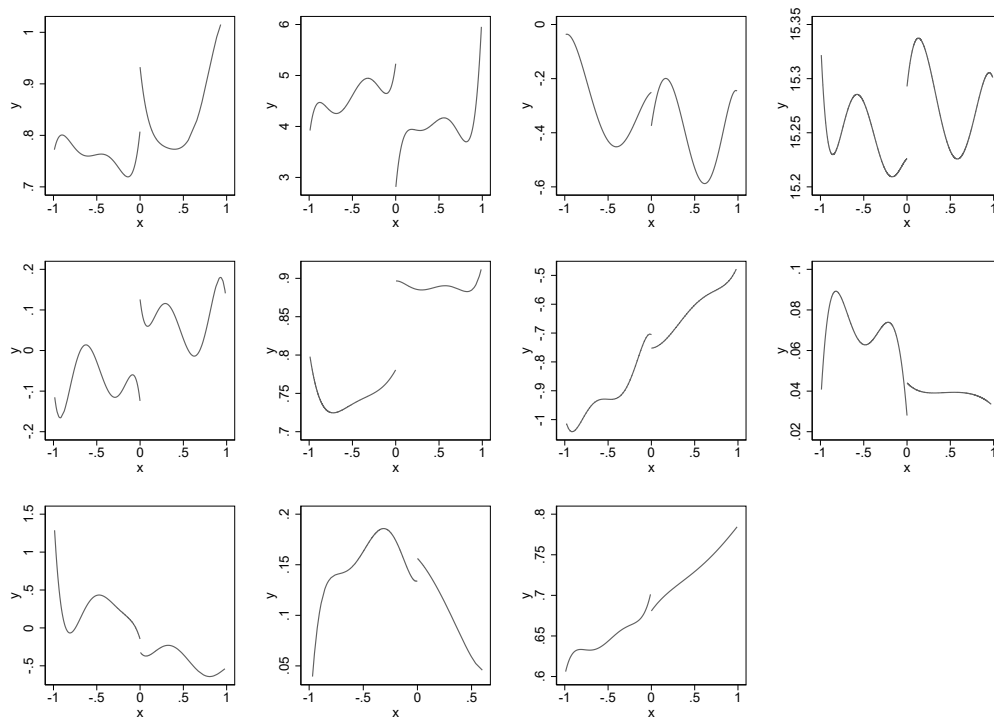 y
1
.9
.8
.7
-1 -.5 0 .5 1
x
y
6
5
4
3
-1 -.5 0 .5 1
x
y
0
-.2
-.4
-.6
-1 -.5 0 .5 1
x
y
15.35
15.3
15.25
15.2
-1 -.5 0 .5 1
x
y
.2
.1
0
-.1
-.2
-1 -.5 0 .5 1
x
y
.9
.85
.8
.75
.7
-1 -.5 0 .5 1
x
y
-.5
-.6
-.7
-.8
-.9
-1
-1 -.5 0 .5 1
x
y
.1
.08
.06
.04
.02
-1 -.5 0 .5 1
x
y
1.5
1
.5
0
-.5
-1 -.5 0 .5 1
x
y
.2
.15
.1
.05
-1 -.5 0 .5
x
y
.8
.75
.7
.65
.6
-1 -.5 0 .5 1
x